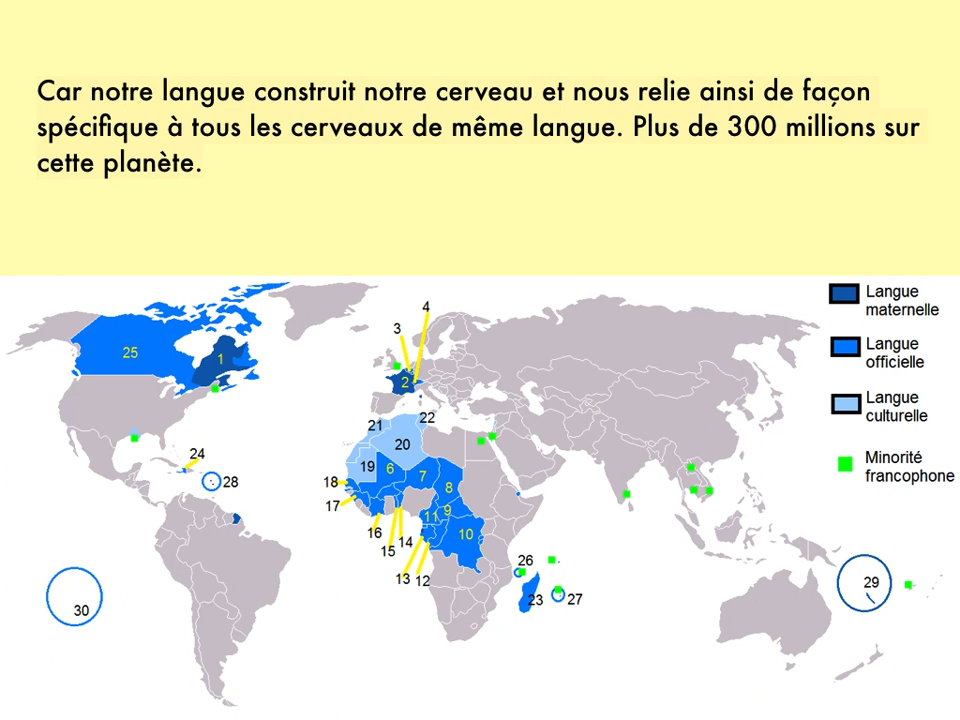 Car notre langue construit notre cerveau et nous relie ainsi de façon
spécifique à tous les cerveaux de même langue. Plus de 300 millions sur
cette planète.
Langue
maternelle
Langue
officielle
Langue
culturelle
Minorité
francophone
4
3
25
1
2
22
21
20
24
19
6
7
28
18
8
17
9
11
16
10
14
15
26
13
12
29
30
23
27